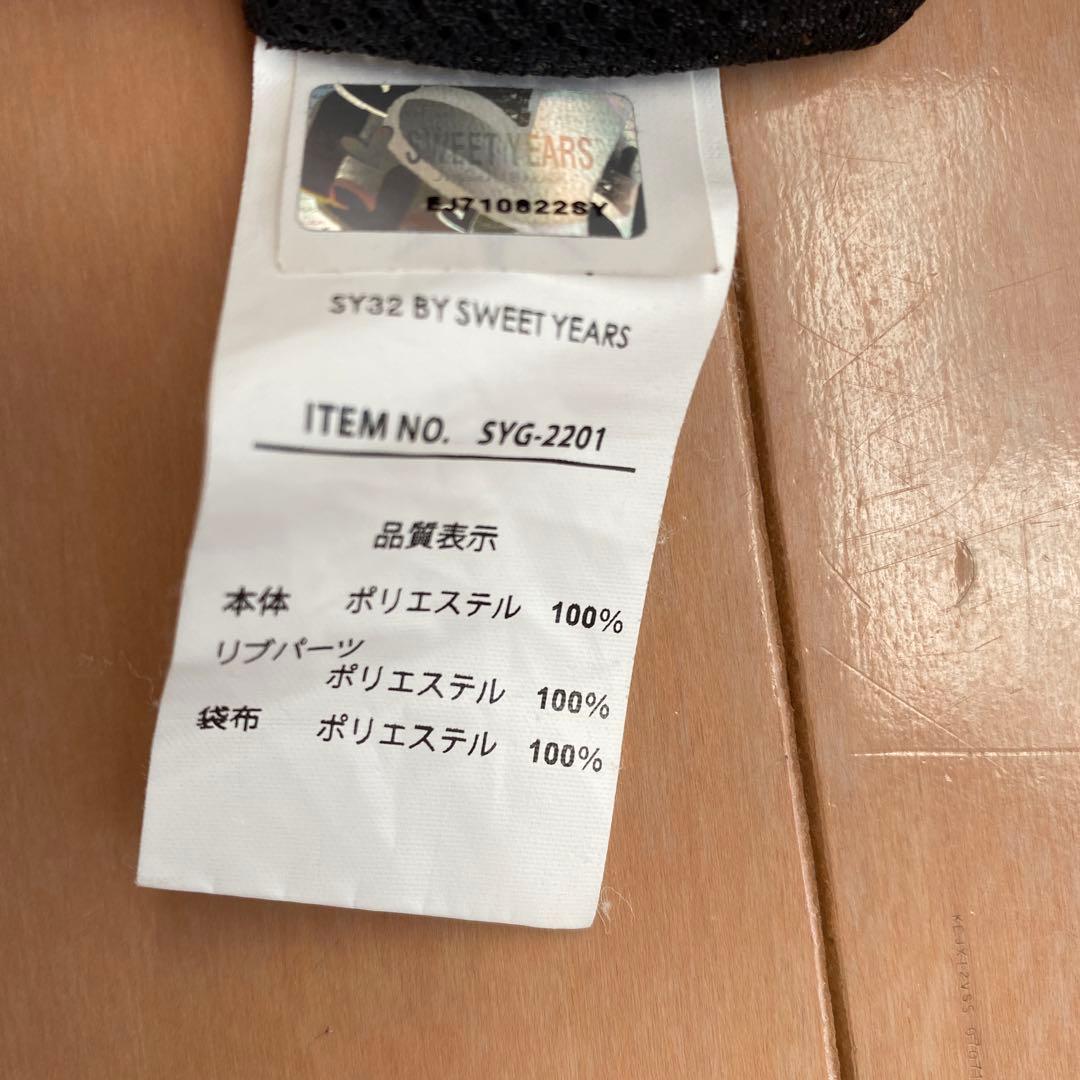 SWEET YEARS
EJ710822SY
SY32 BY SWEET YEARS
ITEM NO. SYG-2201
品質表示
本体 ポリエステル 100%
リブパーツ
ポリエステル 100%
袋布 ポリエステル 100%